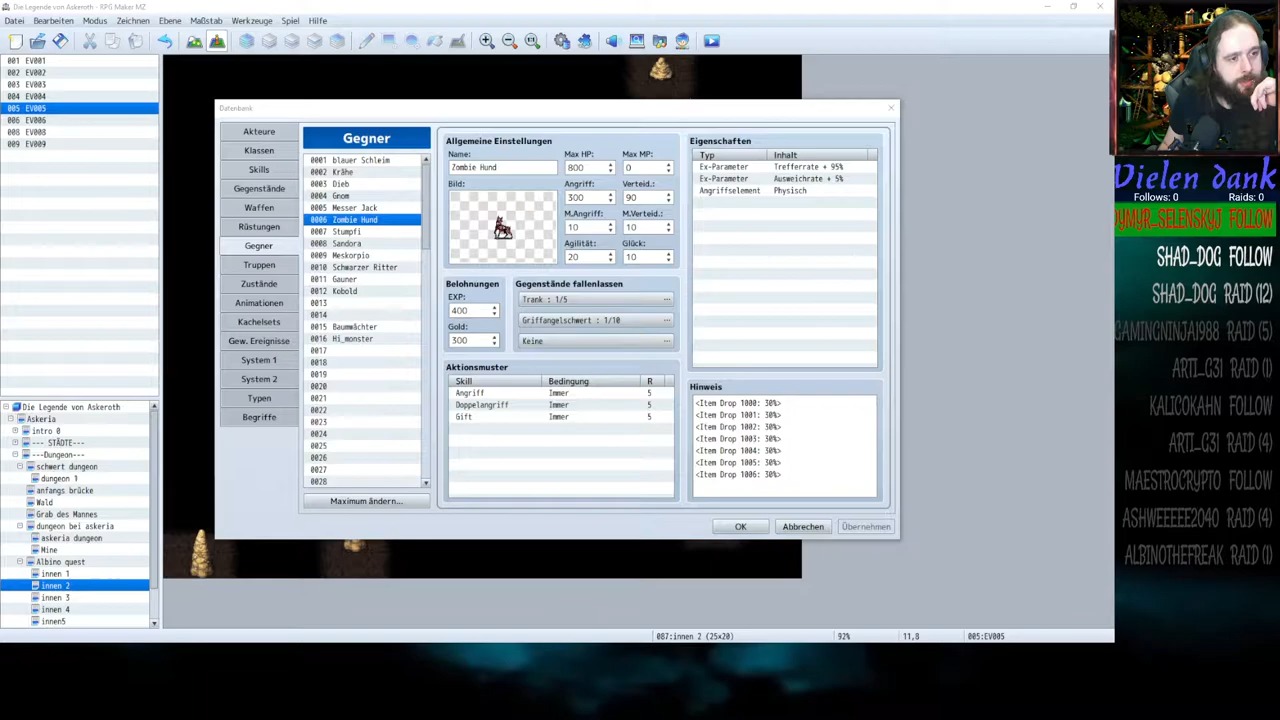 Die Legende von Askeroth - RPG Maker MZ
Datei Bearbeiten Modus Zeichnen Ebene Maßstab Werkzeuge Spiel Hilfe
001 EV001
002 EV002
003 EV003
004 EV004
005 EV005
006 EV006
008 EV008
009 EV009
Die Legende von Askeroth
Askeria
intro 0
--- STÄDTE---
---Dungeon---
schwert dungeon
dungeon 1
anfangs brücke
Wald
Grab des Mannes
dungeon bei askeria
askeria dungeon
Mine
Albino quest
innen 1
innen 2
innen 3
innen 4
innen5
Datenbank
Akteure
Klassen
Skills
Gegenstände
Waffen
Rüstungen
Gegner
Truppen
Zustände
Animationen
Kachelsets
Gew. Ereignisse
System 1
System 2
Typen
Begriffe
Gegner
0001 blauer Schleim
0002 Krähe
0003 Dieb
0004 Gnom
0005 Messer Jack
0006 Zombie Hund
0007 Stumpfi
0008 Sandora
0009 Meskorpio
0010 Schwarzer Ritter
0011 Gauner
0012 Kobold
0013
0014
0015 Baumwächter
0016 Hi_monster
0017
0018
0019
0020
0021
0022
0023
0024
0025
0026
0027
0028
Maximum ändern...
Allgemeine Einstellungen
Name: Max HP: Max MP:
Zombie Hund 800 0
Bild: Angriff: Verteid.:
300 90
M.Angriff: M.Verteid.:
10 10
Agilität: Glück:
20 10
Belohnungen
EXP:
400
Gold:
300
Gegenstände fallenlassen
Trank : 1/5 ...
Griffangelschwert : 1/10 ...
Keine ...
Aktionsmuster
Skill Bedingung R
Angriff Immer 5
Doppelangriff Immer 5
Gift Immer 5
Eigenschaften
Typ Inhalt
Ex-Parameter Trefferrate + 95%
Ex-Parameter Ausweichrate + 5%
Angriffselement Physisch
Hinweis
<Item Drop 1000: 30%>
<Item Drop 1001: 30%>
<Item Drop 1002: 30%>
<Item Drop 1003: 30%>
<Item Drop 1004: 30%>
<Item Drop 1005: 30%>
<Item Drop 1006: 30%>
OK Abbrechen Übernehmen
087:innen 2 (25×20) 92% 11,8 005:EV005
Vielen dank
Follows: 0 Raids: 0
DYMYR_SELENSKYJ FOLLOW
SHAD_DOG FOLLOW
SHAD_DOG RAID (12)
GAMINGNINJA1988 RAID (5)
ARTI_G31 RAID (1)
KALICOKAHN FOLLOW
ARTI_G31 RAID (4)
MAESTROCRYPTO FOLLOW
ASHWEEEEE2040 RAID (4)
ALBINOTHEFREAK RAID (1)